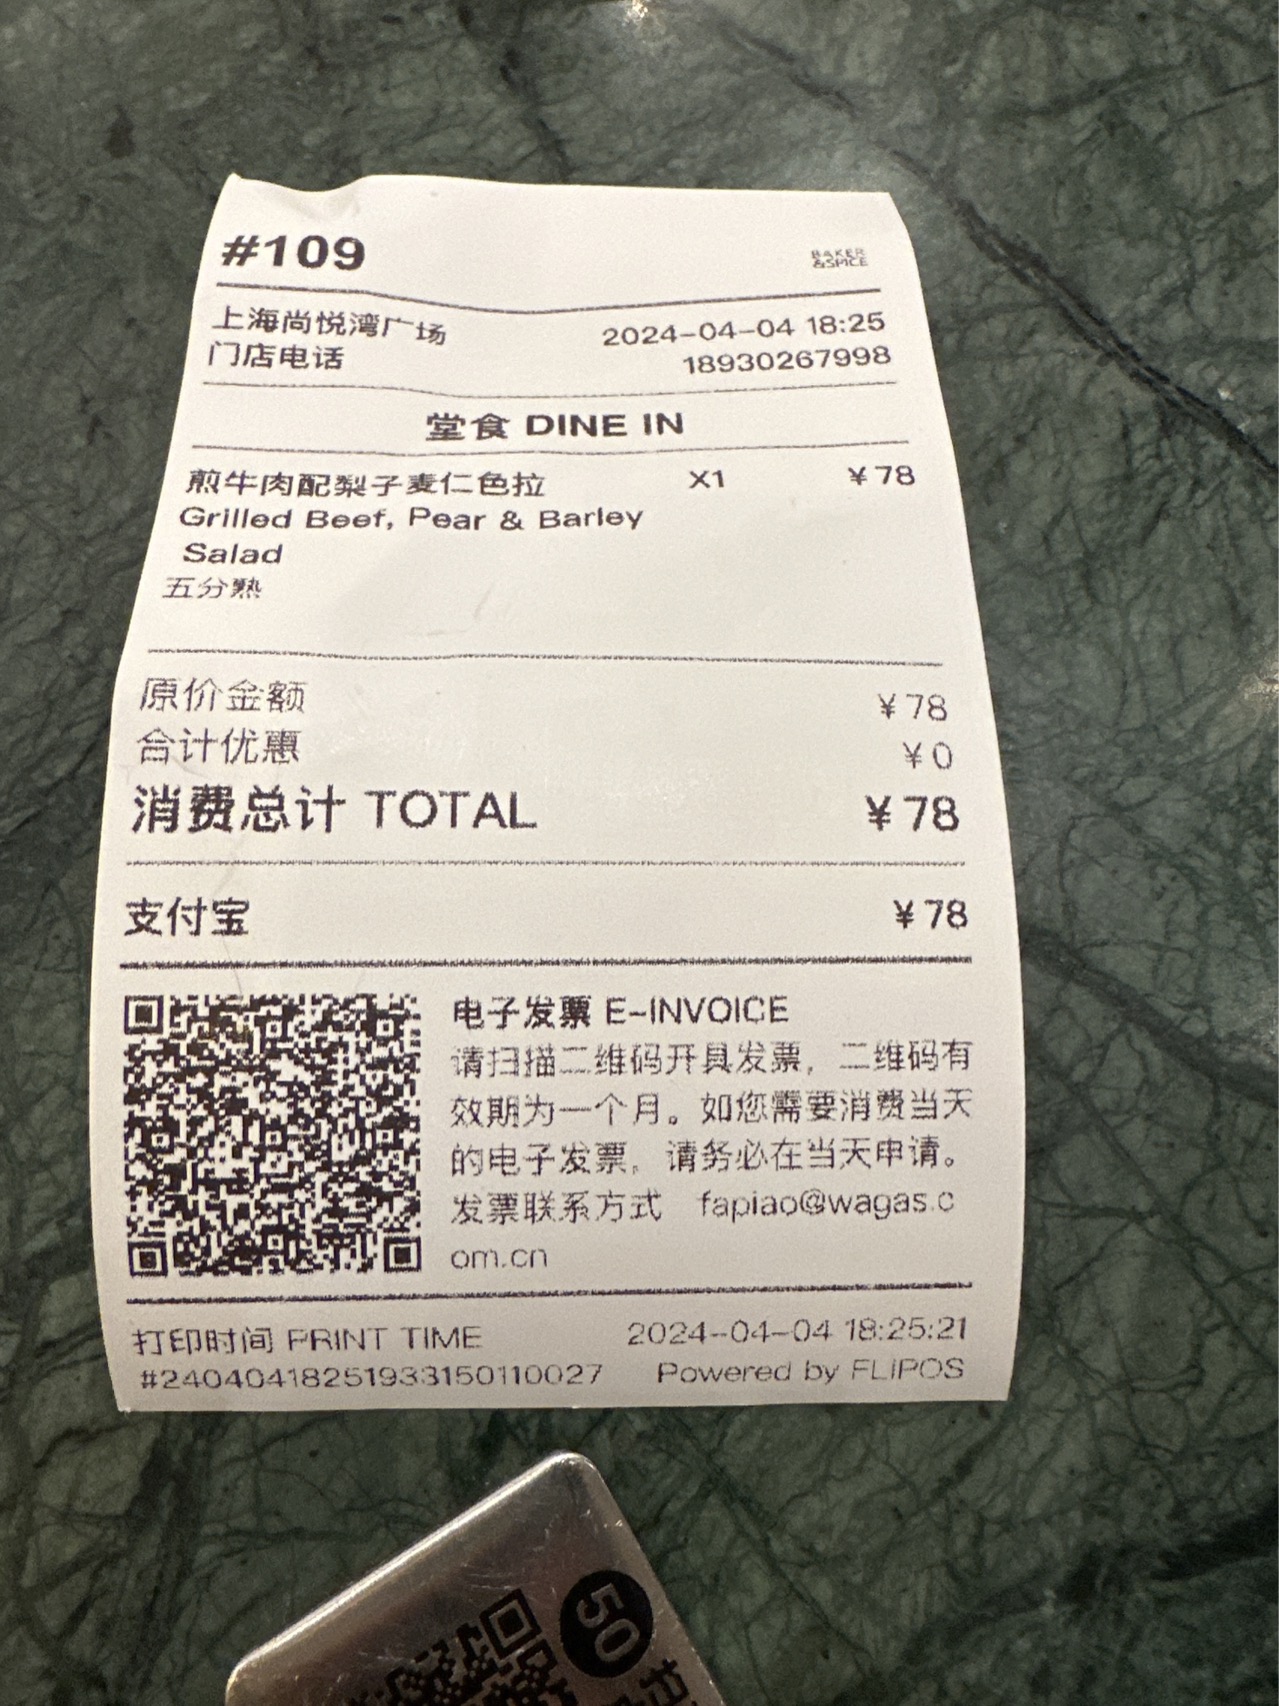 #109
BAKER
&SPICE
上海尚悦湾广场 2024-04-04 18:25
门店电话 18930267998
堂食 DINE IN
煎牛肉配梨子麦仁色拉 X1 ¥78
Grilled Beef, Pear & Barley
Salad
五分熟
原价金额 ¥78
合计优惠 ¥0
消费总计 TOTAL ¥78
支付宝 ¥78
电子发票 E-INVOICE
请扫描二维码开具发票，二维码有
效期为一个月。如您需要消费当天
的电子发票，请务必在当天申请。
发票联系方式 fapiao@wagas.c
om.cn
打印时间 PRINT TIME 2024-04-04 18:25:21
#2404041825193315​0110027 Powered by FLIPOS
50